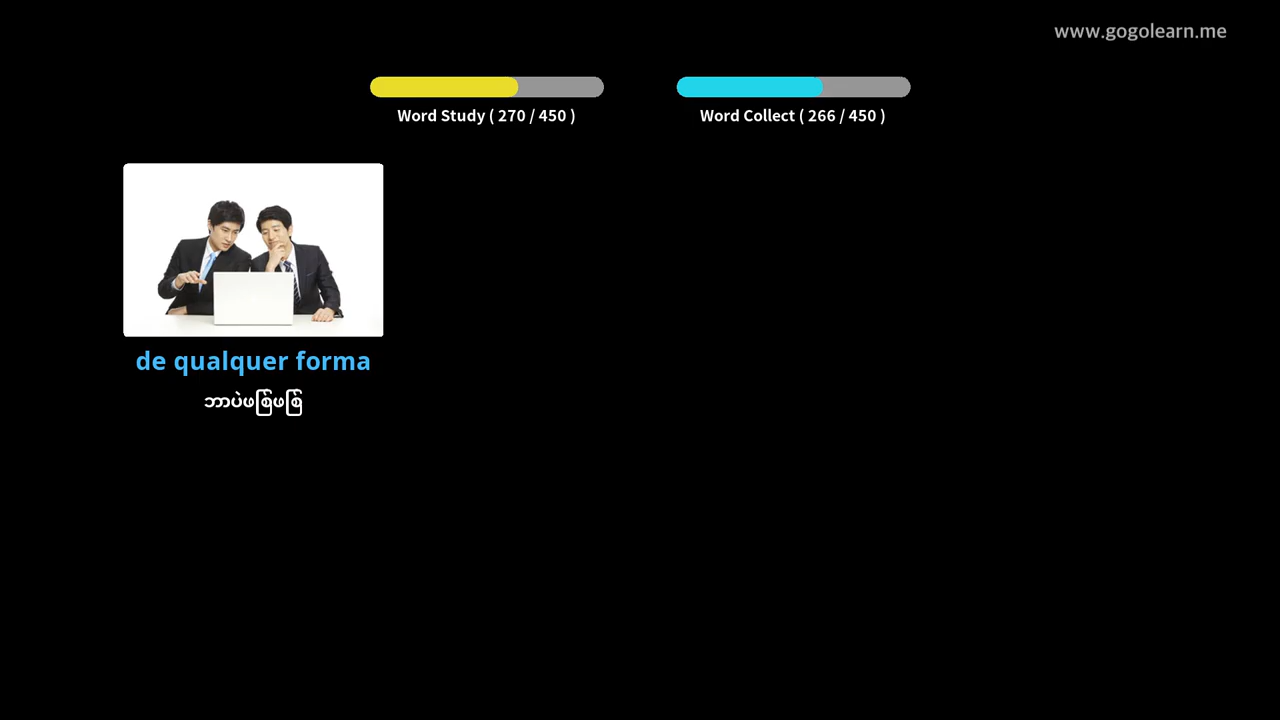 www.gogolearn.me
Word Study ( 270 / 450 )
Word Collect ( 266 / 450 )
de qualquer forma
ဘာပဲဖြစ်ဖြစ်